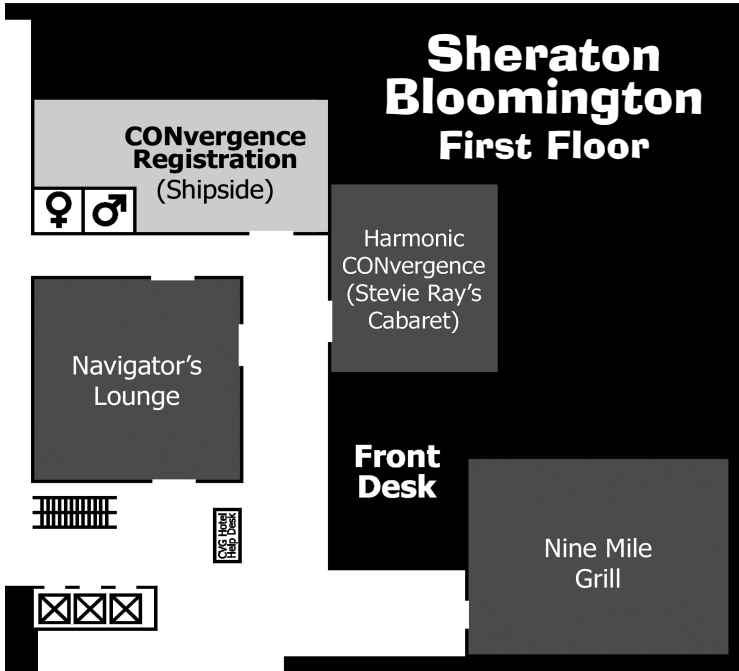 Sheraton
Bloomington
First Floor
CONvergence
Registration
(Shipside)
Harmonic
CONvergence
(Stevie Ray's
Cabaret)
Navigator's
Lounge
Front
Desk
CVG Hotel
Help Desk
Nine Mile
Grill